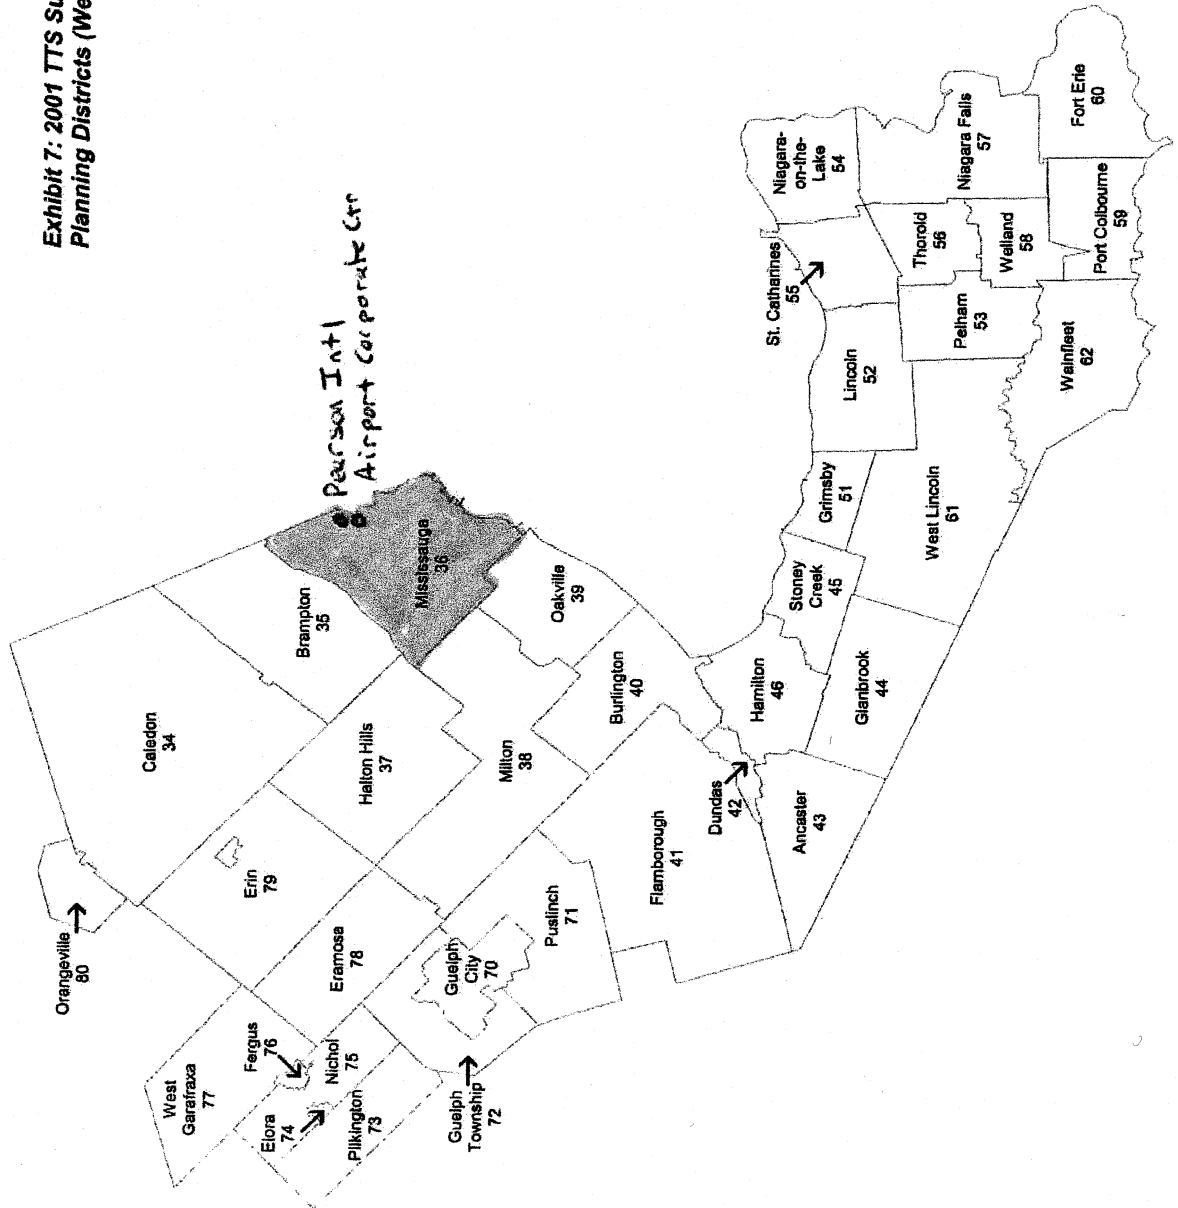 Exhibit 7: 2001 TTS Su
Planning Districts (We
Pearson Intl
Airport Corporate Ctr
Orangeville
80
Caledon
34
Brampton
35
Mississauga
36
Erin
79
Halton Hills
37
Milton
38
Oakville
39
Burlington
40
West
Garafraxa
77
Fergus
76
Elora
74
Nichol
75
Pilkington
73
Eramosa
78
Guelph
Township
72
Guelph
City
70
Puslinch
71
Flamborough
41
Dundas
42
Ancaster
43
Hamilton
46
Glanbrook
44
Stoney
Creek
45
Grimsby
51
West Lincoln
61
Lincoln
52
St. Catharines
55
Niagara-
on-the-
Lake
54
Niagara Falls
57
Thorold
56
Pelham
53
Welland
58
Port Colbourne
59
Fort Erie
60
Wainfleet
62